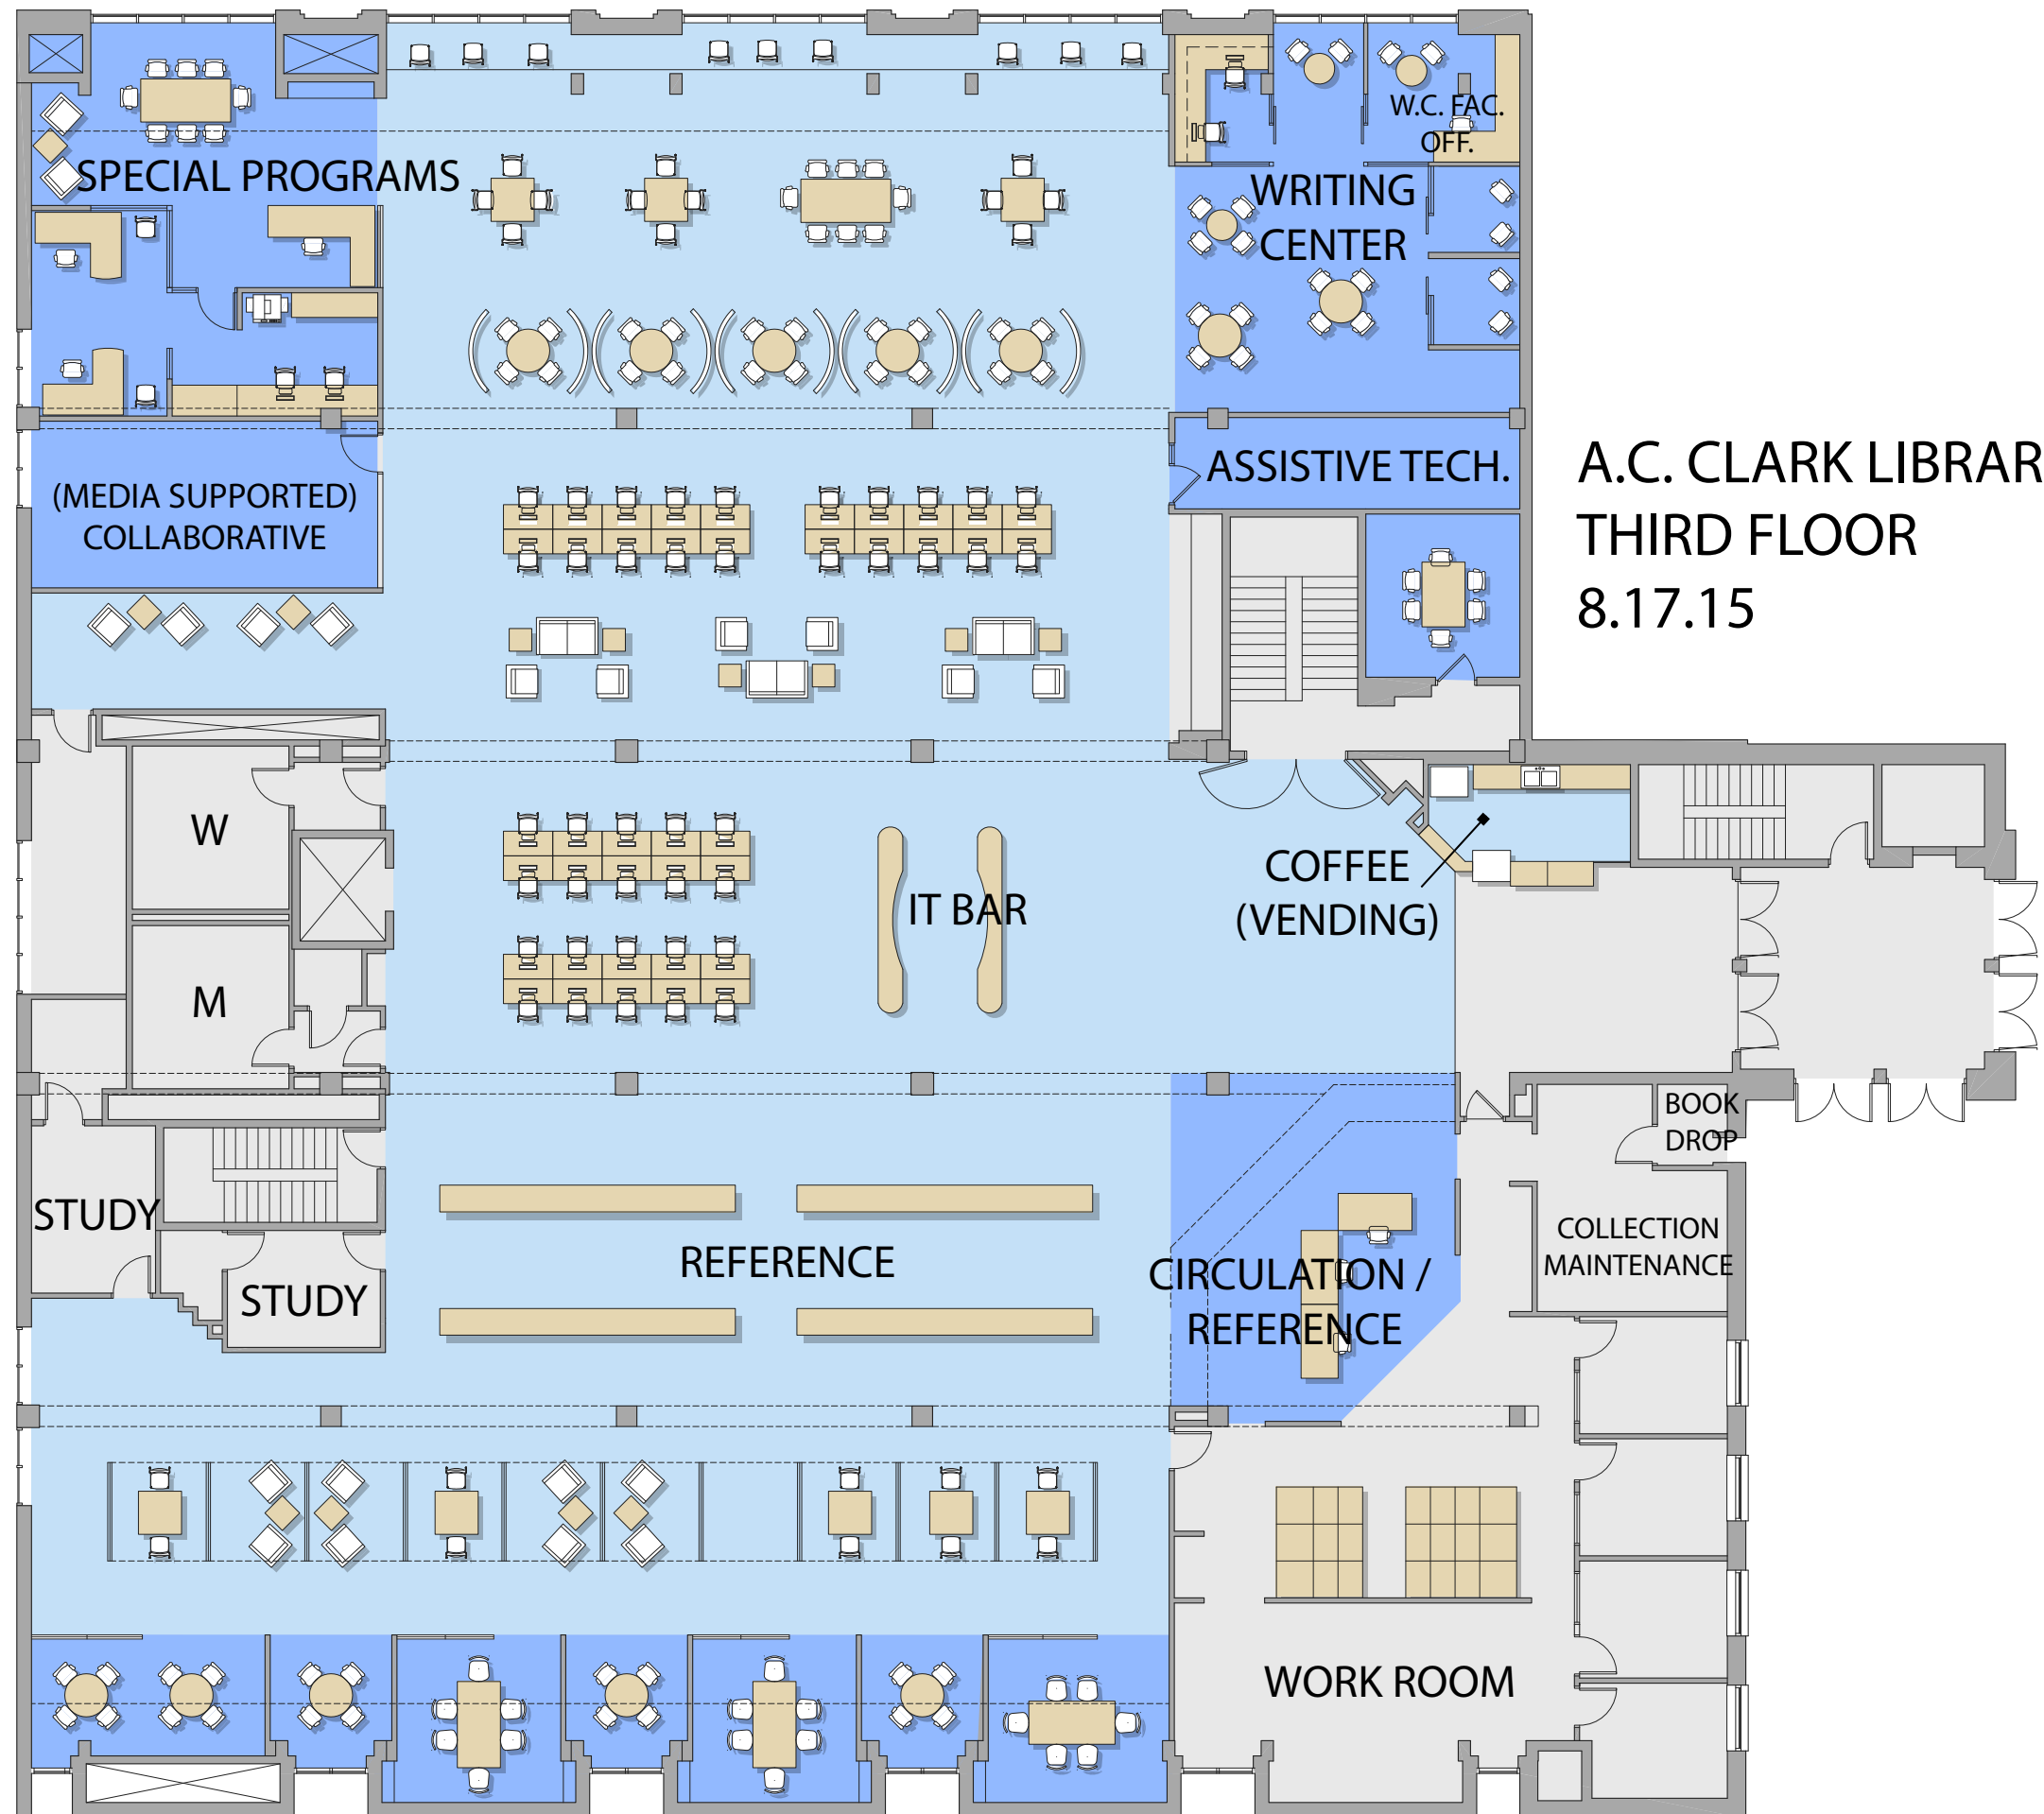 W.C. FAC.
OFF.
SPECIAL PROGRAMS
WRITING
CENTER
A.C. CLARK LIBRAR
THIRD FLOOR
8.17.15
ASSISTIVE TECH.
(MEDIA SUPPORTED)
COLLABORATIVE
W
COFFEE
(VENDING)
IT BAR
M
BOOK
DROP
STUDY
COLLECTION
MAINTENANCE
REFERENCE
CIRCULATION /
REFERENCE
STUDY
WORK ROOM